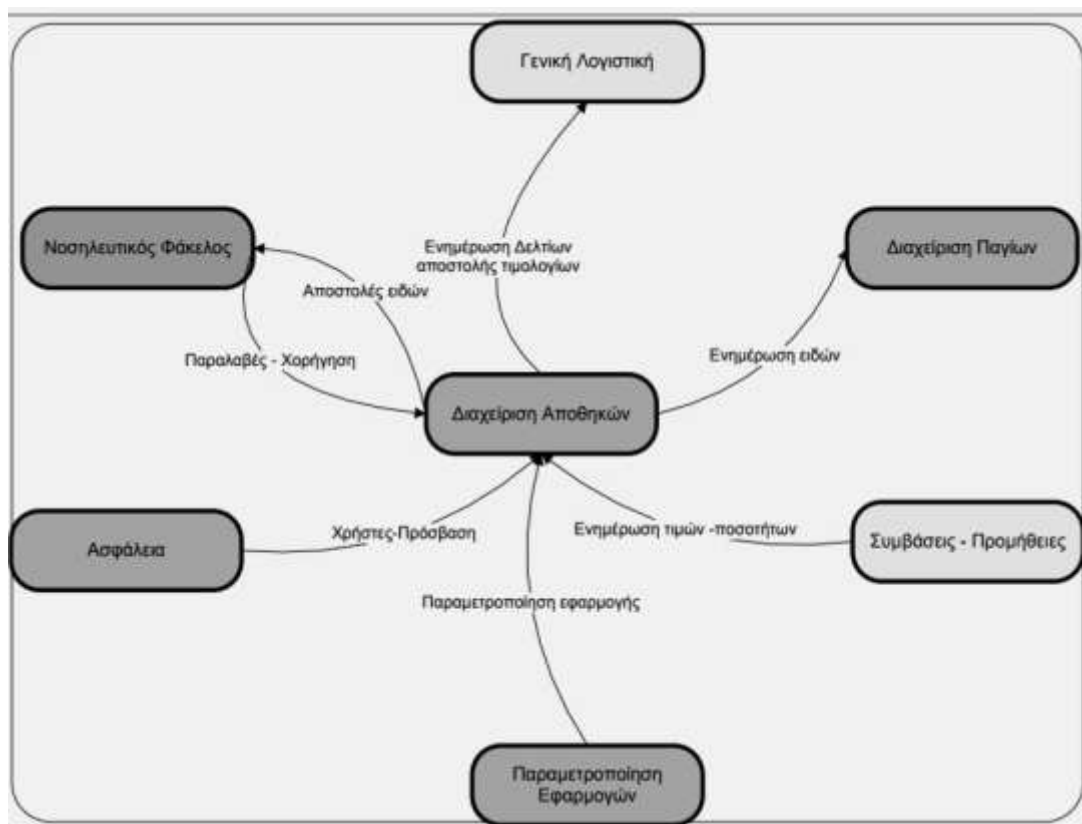 Γενική Λογιστική
Νοσηλευτικός Φάκελος
Ενημέρωση Δελτίων
αποστολής τιμολογίων
Διαχείριση Παγίων
Αποστολές ειδών
Παραλαβές - Χορήγηση
Ενημέρωση ειδών
Διαχείριση Αποθηκών
Ασφάλεια
Χρήστες-Πρόσβαση
Ενημέρωση τιμών -ποσοτήτων
Συμβάσεις - Προμήθειες
Παραμετροποίηση εφαρμογής
Παραμετροποίηση
Εφαρμογών